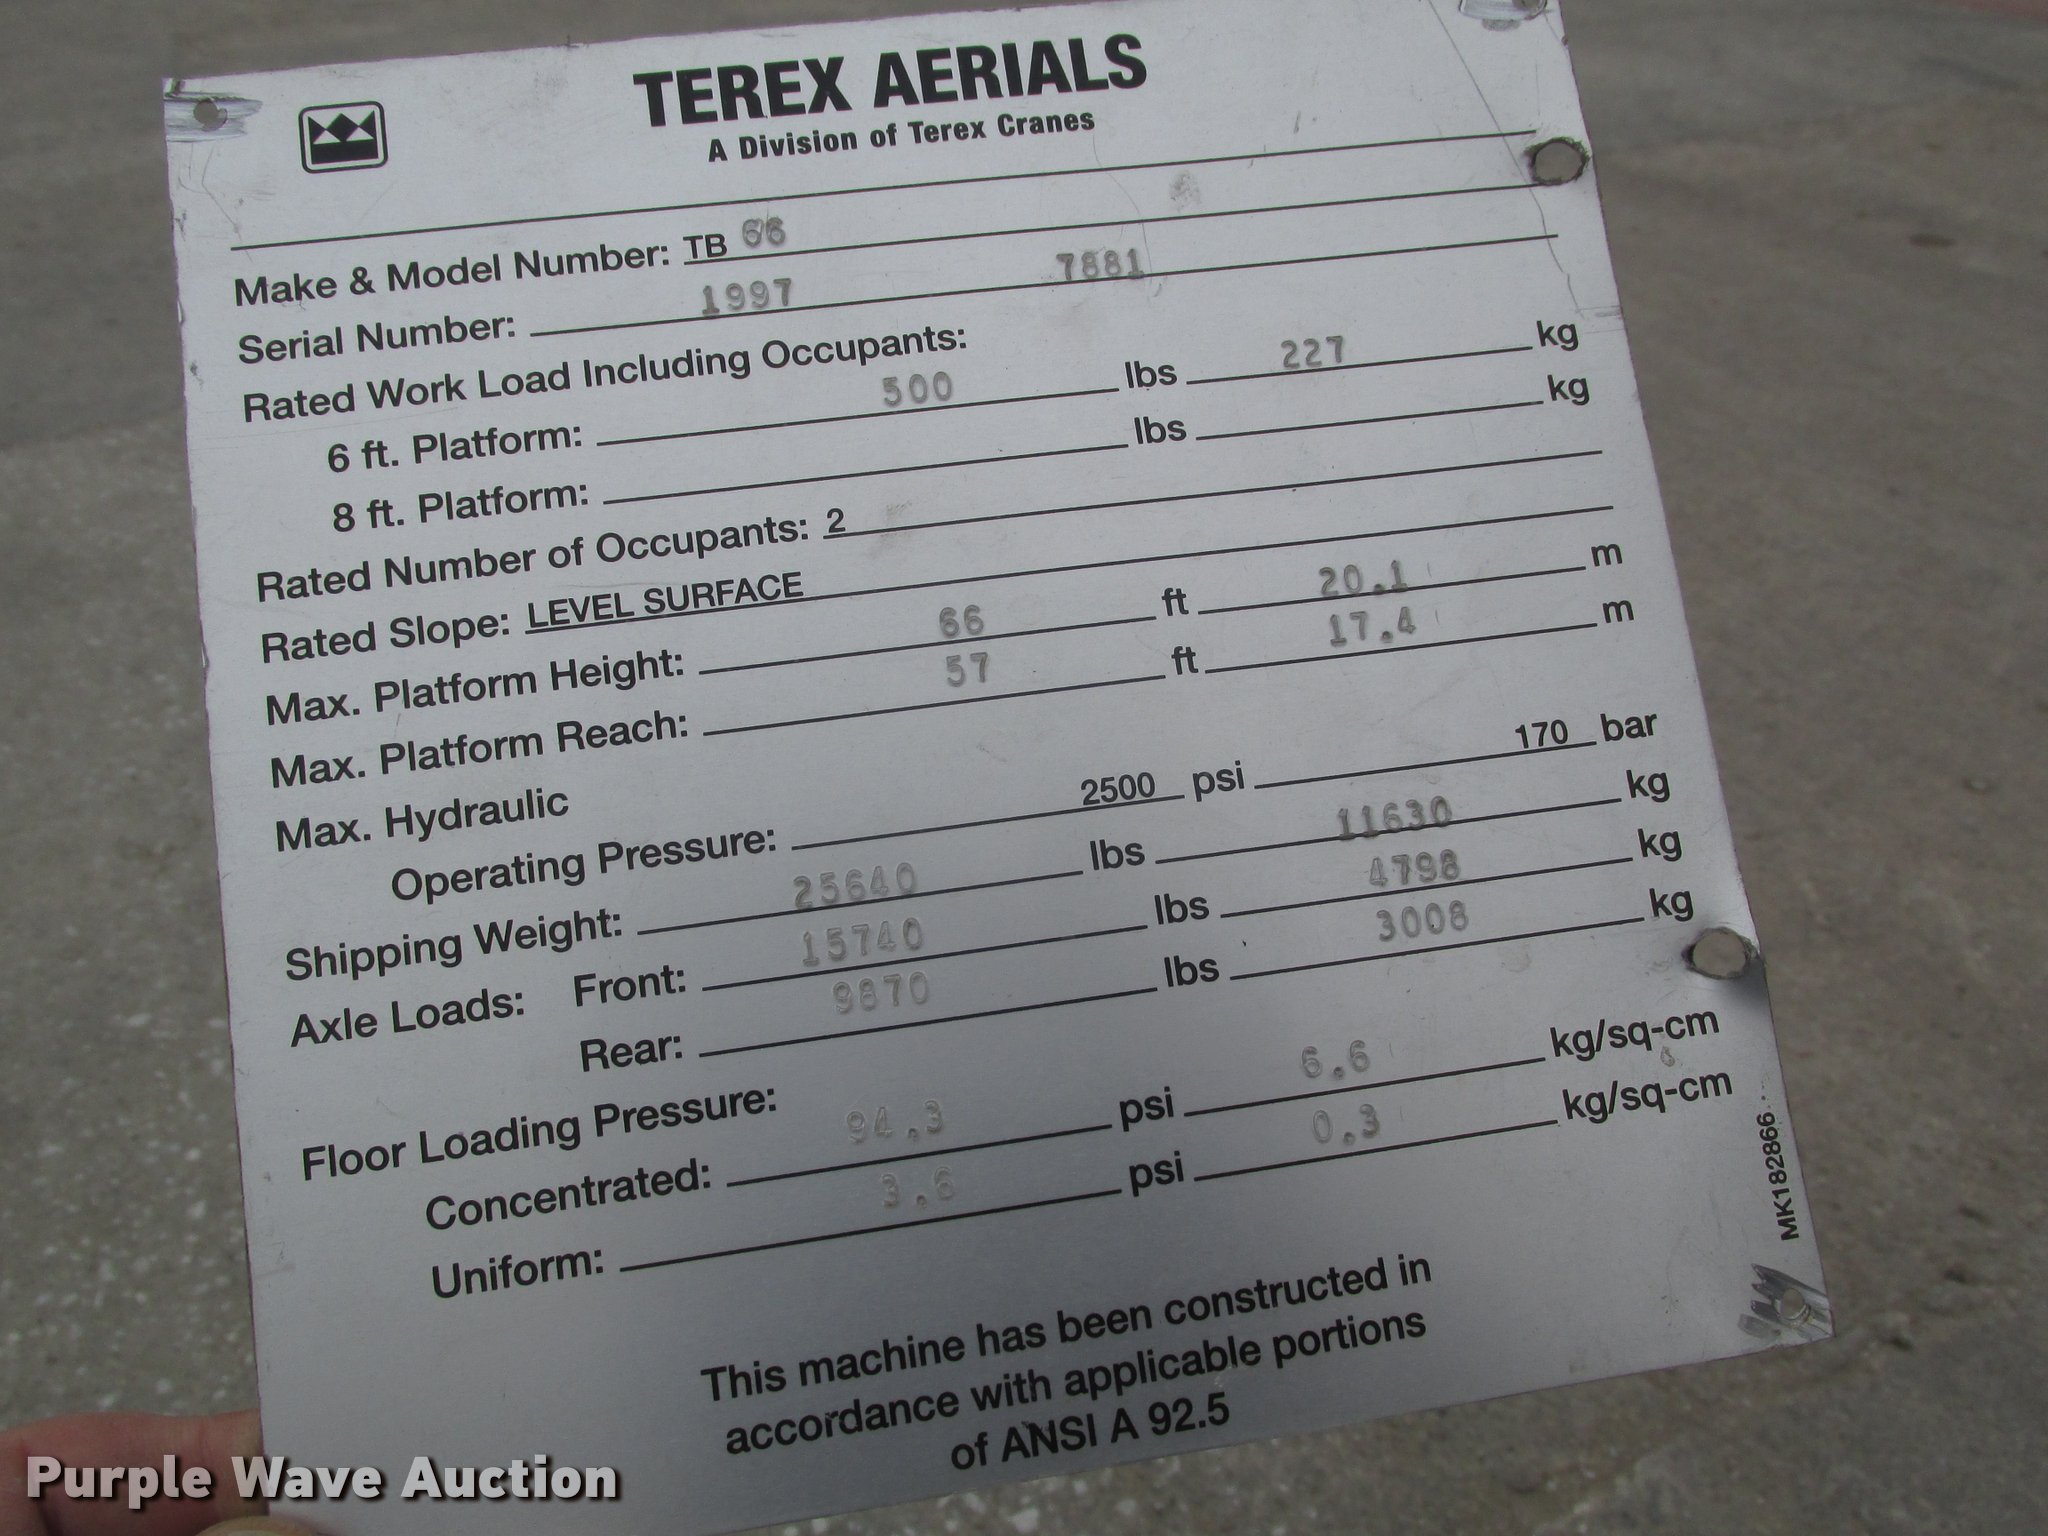 TEREX AERIALS
A Division of Terex Cranes
Make & Model Number: TB 66
Serial Number: 1997 7881
Rated Work Load Including Occupants:
6 ft. Platform: 500 lbs 227 kg
8 ft. Platform: lbs kg
Rated Number of Occupants: 2
Rated Slope: LEVEL SURFACE
Max. Platform Height: 66 ft 20.1 m
Max. Platform Reach: 57 ft 17.4 m
Max. Hydraulic
Operating Pressure: 2500 psi 170 bar
Shipping Weight: 25640 lbs 11630 kg
Axle Loads: Front: 15740 lbs 4798 kg
Rear: 9870 lbs 3008 kg
Floor Loading Pressure:
Concentrated: 94.3 psi 6.6 kg/sq-cm
Uniform: 3.6 psi 0.3 kg/sq-cm
MK182866
This machine has been constructed in
accordance with applicable portions
of ANSI A 92.5
Purple Wave Auction